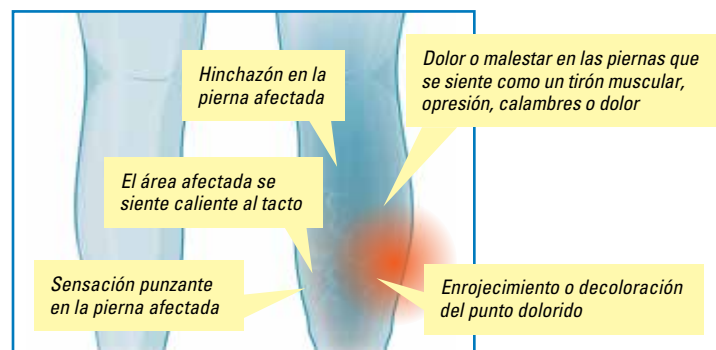 Dolor o malestar en las piernas que
se siente como un tirón muscular,
opresión, calambres o dolor
Hinchazón en la
pierna afectada
El área afectada se
siente caliente al tacto
Sensación punzante
en la pierna afectada
Enrojecimiento o decoloración
del punto dolorido